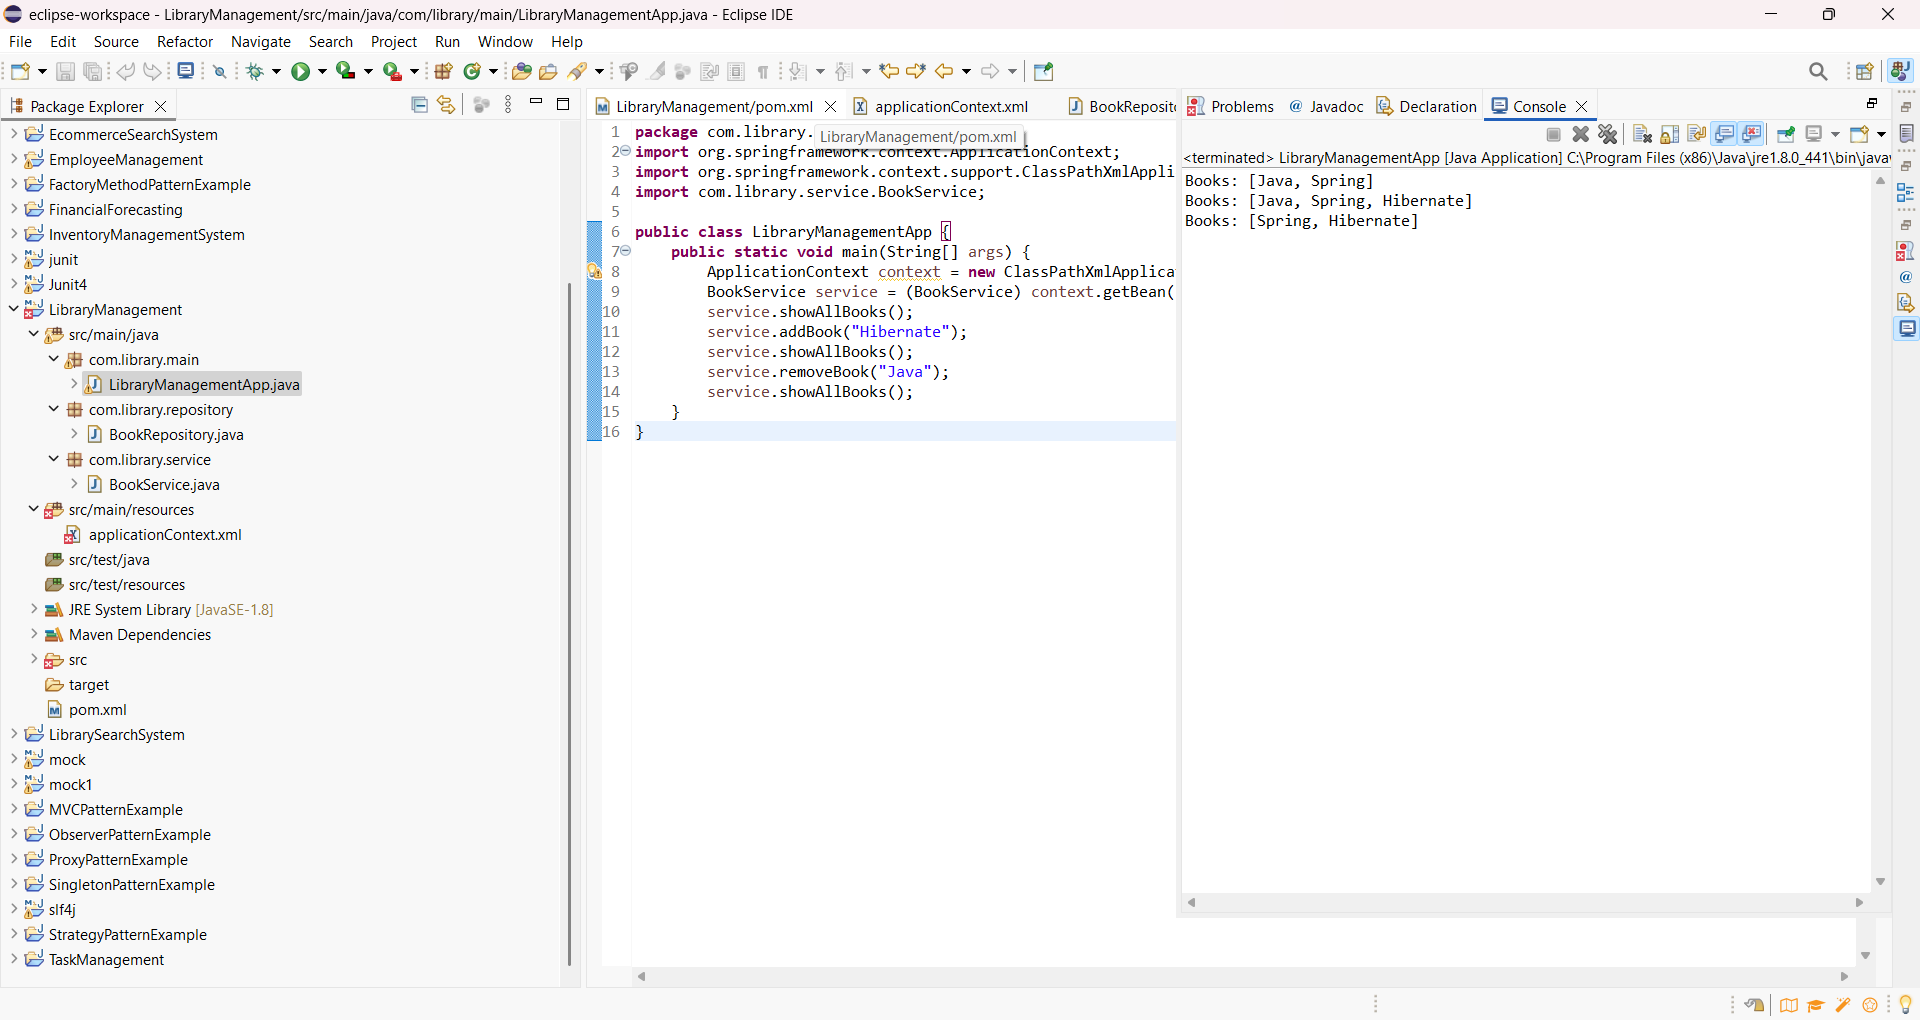 eclipse-workspace - LibraryManagement/src/main/java/com/library/main/LibraryManagementApp.java - Eclipse IDE
File Edit Source Refactor Navigate Search Project Run Window Help
Package Explorer
EcommerceSearchSystem
EmployeeManagement
FactoryMethodPatternExample
FinancialForecasting
InventoryManagementSystem
junit
Junit4
LibraryManagement
src/main/java
com.library.main
LibraryManagementApp.java
com.library.repository
BookRepository.java
com.library.service
BookService.java
src/main/resources
applicationContext.xml
src/test/java
src/test/resources
JRE System Library [JavaSE-1.8]
Maven Dependencies
src
target
pom.xml
LibrarySearchSystem
mock
mock1
MVCPatternExample
ObserverPatternExample
ProxyPatternExample
SingletonPatternExample
slf4j
StrategyPatternExample
TaskManagement
LibraryManagement/pom.xml applicationContext.xml BookReposit
LibraryManagement/pom.xml
1 package com.library.
2 import org.springframework.context.ApplicationContext;
3 import org.springframework.context.support.ClassPathXmlAppli
4 import com.library.service.BookService;
5
6 public class LibraryManagementApp {
7 public static void main(String[] args) {
8 ApplicationContext context = new ClassPathXmlApplica
9 BookService service = (BookService) context.getBean(
10 service.showAllBooks();
11 service.addBook("Hibernate");
12 service.showAllBooks();
13 service.removeBook("Java");
14 service.showAllBooks();
15 }
16 }
Problems Javadoc Declaration Console
<terminated> LibraryManagementApp [Java Application] C:\Program Files (x86)\Java\jre1.8.0_441\bin\java
Books: [Java, Spring]
Books: [Java, Spring, Hibernate]
Books: [Spring, Hibernate]